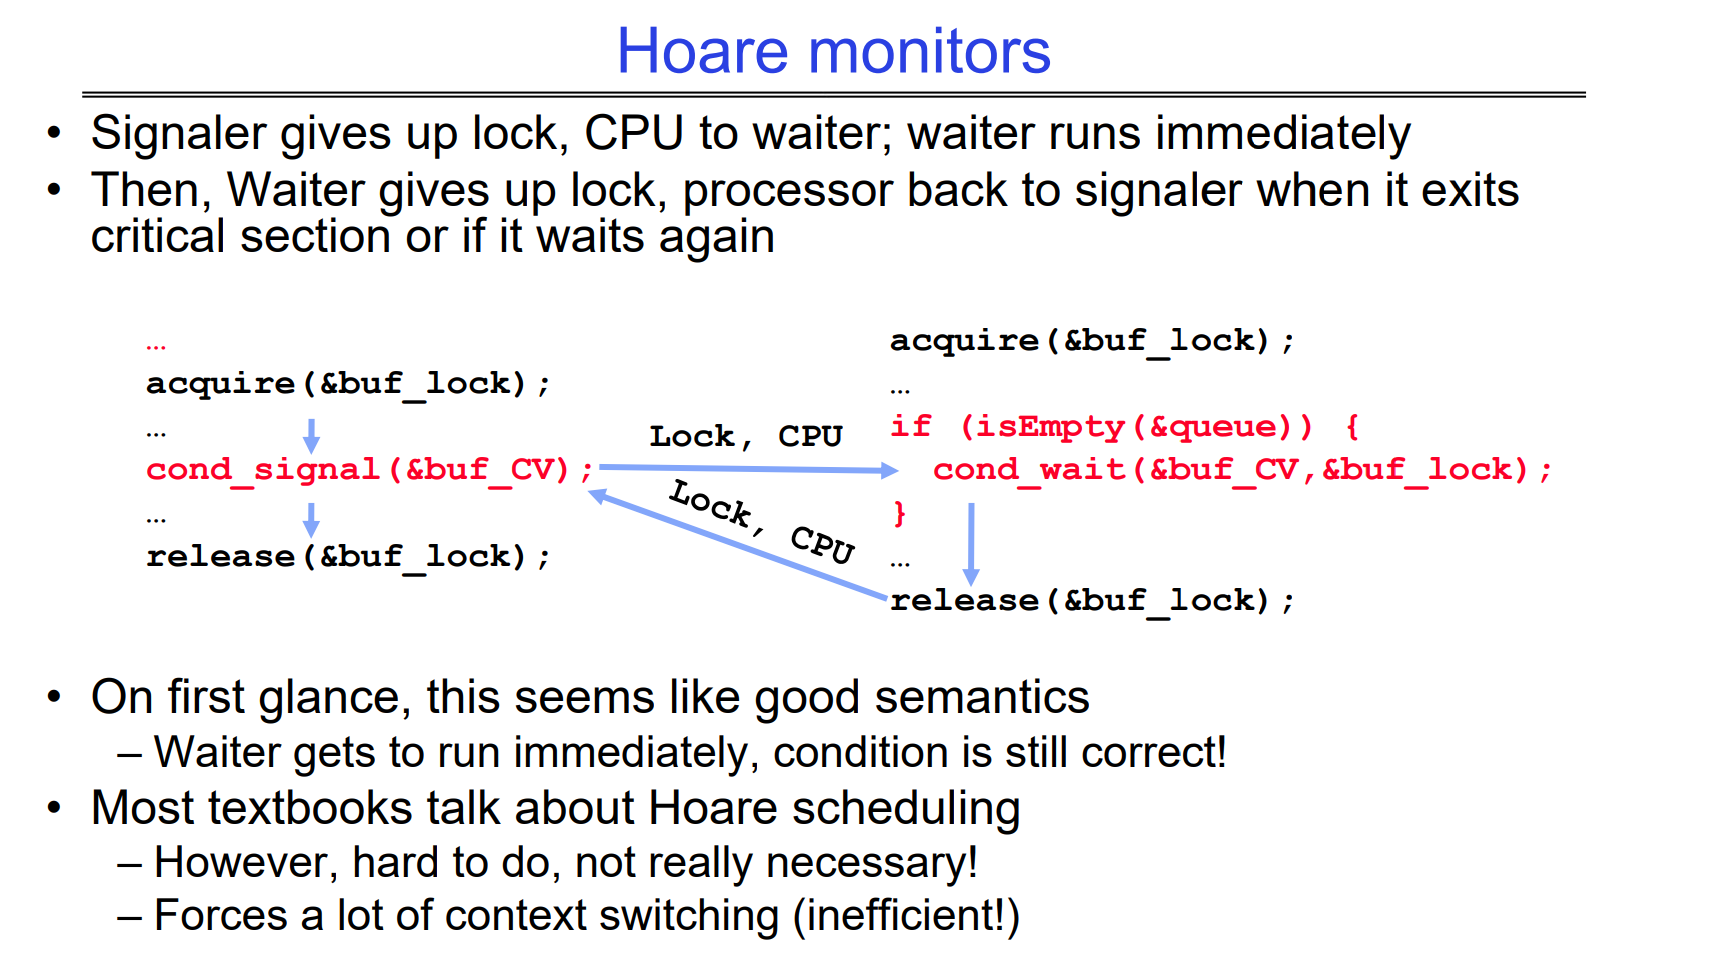 Hoare monitors
• Signaler gives up lock, CPU to waiter; waiter runs immediately
• Then, Waiter gives up lock, processor back to signaler when it exits
critical section or if it waits again
…
acquire(&buf_lock);
…
cond_signal(&buf_CV);
…
release(&buf_lock);
Lock, CPU
Lock, CPU
acquire(&buf_lock);
…
if (isEmpty(&queue)) {
cond_wait(&buf_CV,&buf_lock);
}
…
release(&buf_lock);
• On first glance, this seems like good semantics
– Waiter gets to run immediately, condition is still correct!
• Most textbooks talk about Hoare scheduling
– However, hard to do, not really necessary!
– Forces a lot of context switching (inefficient!)